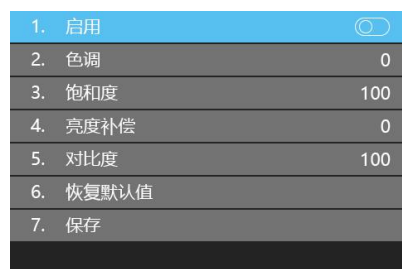 1. 启用
2. 色调 0
3. 饱和度 100
4. 亮度补偿 0
5. 对比度 100
6. 恢复默认值
7. 保存